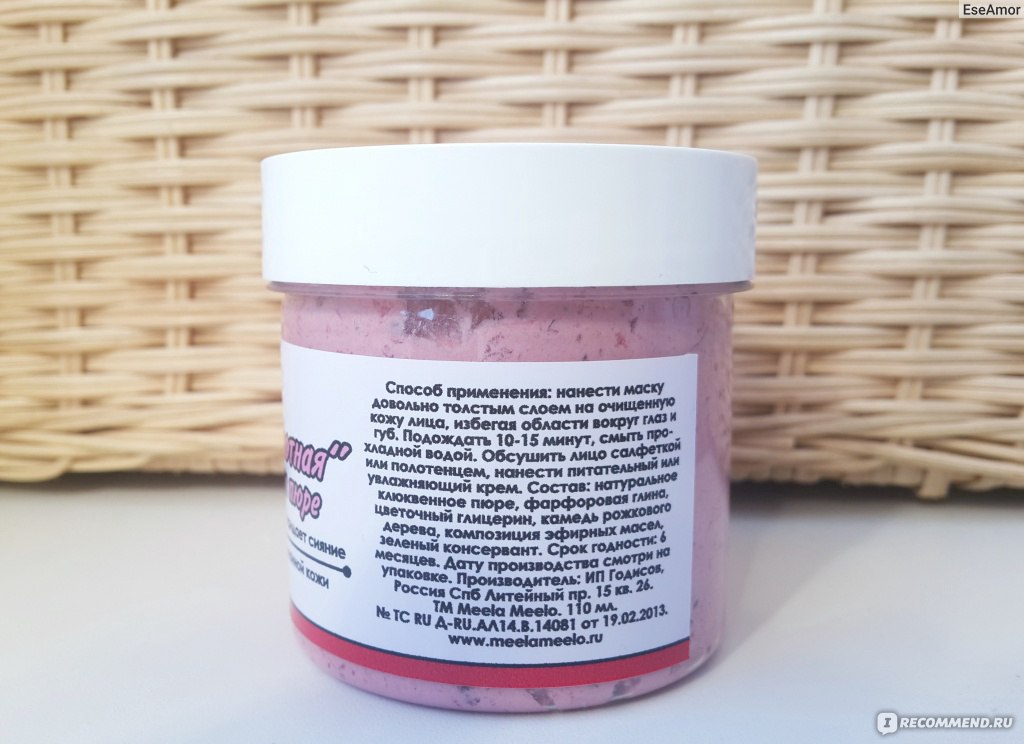 EseAmor
Способ применения: нанести маску
довольно толстым слоем на очищенную
кожу лица, избегая области вокруг глаз и
губ. Подождать 10-15 минут, смыть про-
хладной водой. Обсушить лицо салфеткой
или полотенцем, нанести питательный или
увлажняющий крем. Состав: натуральное
клюквенное пюре, фарфоровая глина,
цветочный глицерин, камедь рожкового
дерева, композиция эфирных масел,
зеленый консервант. Срок годности: 6
месяцев. Дату производства смотри на
упаковке. Производитель: ИП Годисов,
Россия Спб Литейный пр. 15 кв. 26.
ТМ Meela Meelo. 110 мл.
№ ТС RU Д-RU.АЛ14.В.14081 от 19.02.2013.
www.meelameelo.ru
пюре
сияние
кожи
IRECOMMEND.RU